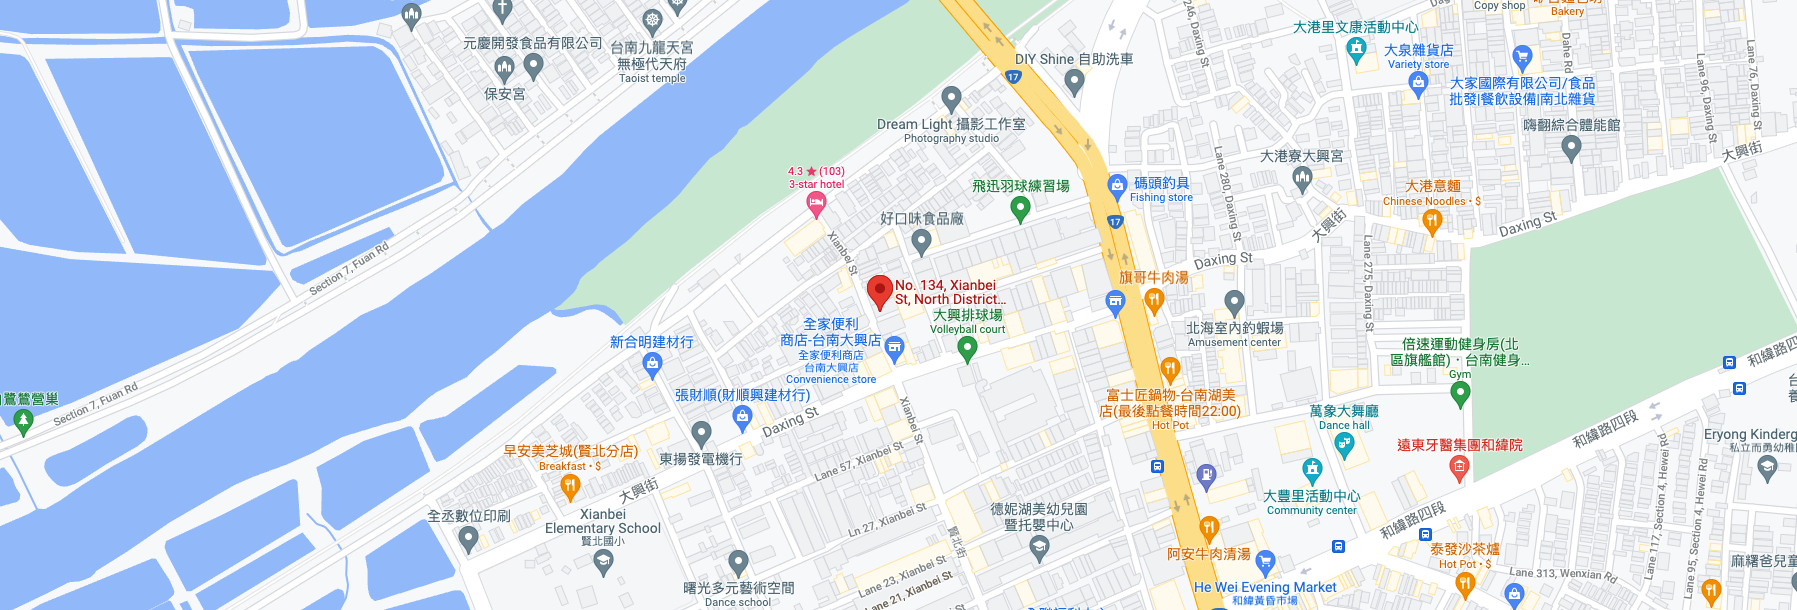 元慶開發食品有限公司
保安宮
台南九龍天宮
無極代天府
Taoist temple
Section 7, Fuan Rd
Section 7, Fuan Rd
鷺鷥營巢
17
DIY Shine 自助洗車
Dream Light 攝影工作室
Photography studio
4.3 ★ (103)
3-star hotel
飛迅羽球練習場
好口味食品廠
碼頭釣具
Fishing store
17
Xianbei St
No. 134, Xianbei
St, North District...
大興排球場
Volleyball court
全家便利
商店-台南大興店
全家便利商店
台南大興店
Convenience store
新合明建材行
張財順(財順興建材行)
Daxing St
東揚發電機行
早安美芝城(賢北分店)
Breakfast • $
大興街
全丞數位印刷
Xianbei
Elementary School
賢北國小
曙光多元藝術空間
Dance school
Xianbei St
Lane 57, Xianbei St
Ln 27, Xianbei St
賢北街
Lane 23, Xianbei St
Lane 21, Xianbei St
德妮湖美幼兒園
暨托嬰中心
旗哥牛肉湯
Daxing St
大興街
北海室內釣蝦場
Amusement center
富士匠鍋物-台南湖美
店(最後點餐時間22:00)
Hot Pot
萬象大舞廳
Dance hall
大豐里活動中心
Community center
阿安牛肉清湯
He Wei Evening Market
和緯黃昏市場
246, Daxing St
Lane 280, Daxing St
Lane 275, Daxing St
大港里文康活動中心
大泉雜貨店
Variety store
Copy shop
Bakery
Dahe Rd
大家國際有限公司/食品
批發|餐飲設備|南北雜貨
嗨翻綜合體能館
大港寮大興宮
大港意麵
Chinese Noodles • $
Daxing St
大興街
Lane 96, Daxing St
Lane 76, Daxing St
倍速運動健身房(北
區旗艦館)・台南健身...
Gym
遠東牙醫集團和緯院
和緯路四段
和緯路四段
和緯路四
Eryong Kinderg
私立而勇幼稚
泰發沙茶爐
Hot Pot • $
Lane 313, Wenxian Rd
Lane 117, Section 4, Hewei Rd
Lane 95, Section 4, Hewei Rd
麻糬爸兒童